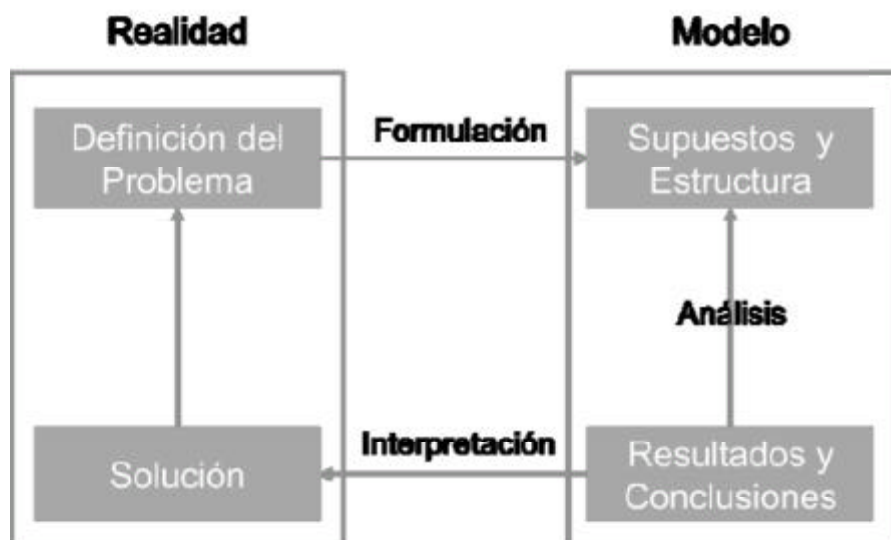 Realidad
Modelo
Definición del
Problema
Formulación
Supuestos y
Estructura
Análisis
Solución
Interpretación
Resultados y
Conclusiones